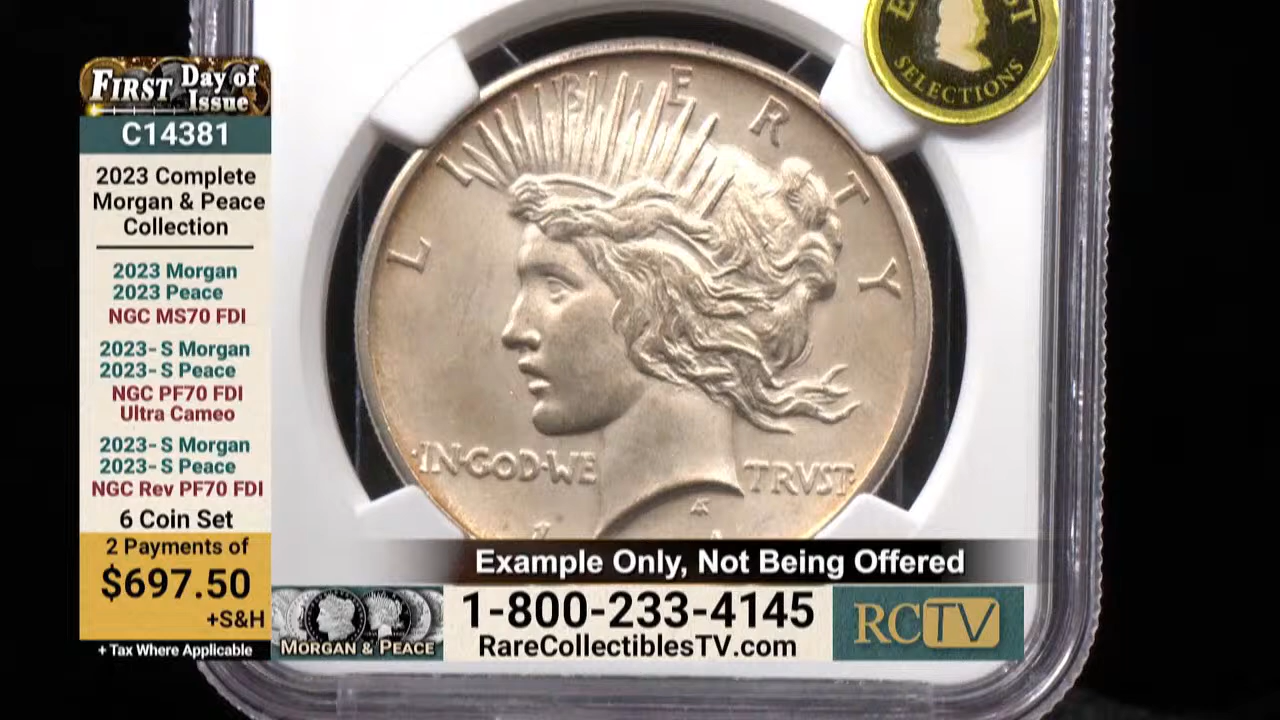 FIRST Day of Issue
C14381
2023 Complete
Morgan & Peace
Collection
2023 Morgan
2023 Peace
NGC MS70 FDI
2023-S Morgan
2023-S Peace
NGC PF70 FDI
Ultra Cameo
2023-S Morgan
2023-S Peace
NGC Rev PF70 FDI
6 Coin Set
2 Payments of
$697.50
+S&H
+ Tax Where Applicable
SELECTIONS
LIBERTY
IN·GOD·WE TRVST
Example Only, Not Being Offered
MORGAN & PEACE
1-800-233-4145
RareCollectiblesTV.com
RCTV